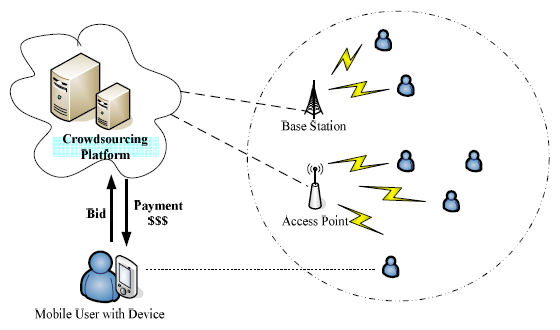 Crowdsourcing
Platform
Base Station
Access Point
Bid
Payment
$$$
Mobile User with Device